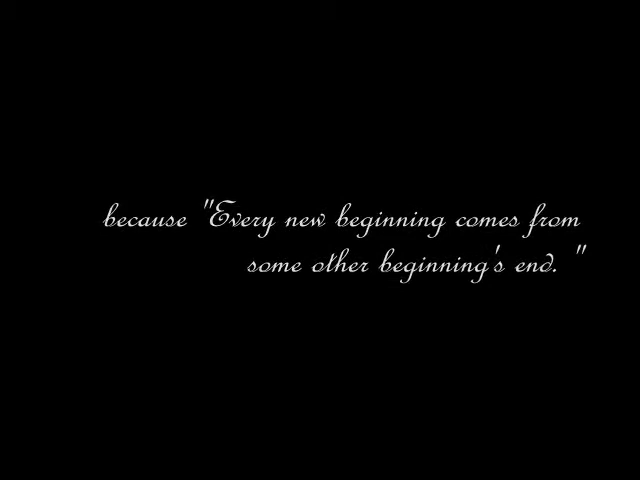 because "Every new beginning comes from
some other beginning's end. "